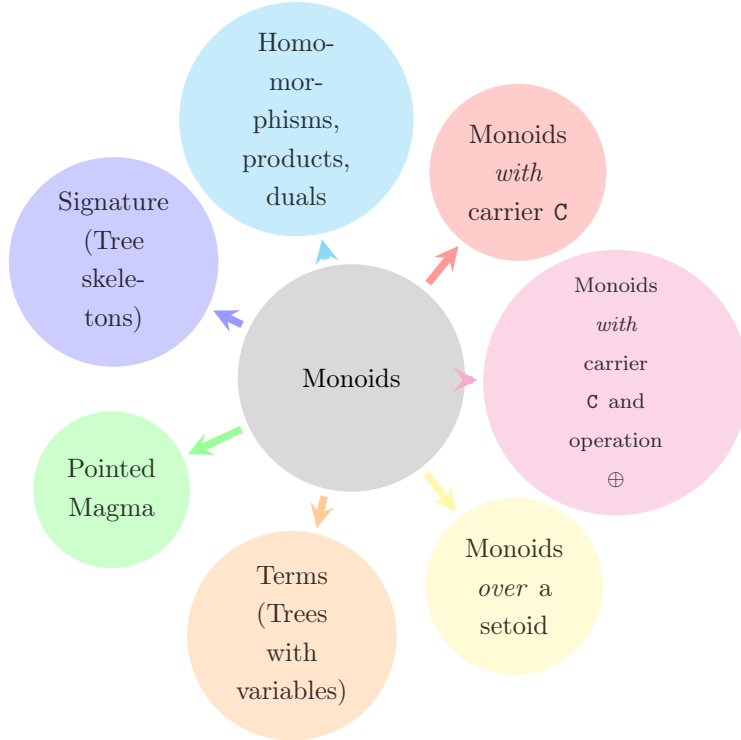 Homo-
mor-
phisms,
products,
duals
Monoids
with
carrier C
Signature
(Tree
skele-
tons)
Monoids
with
carrier
C and
operation
⊕
Monoids
Pointed
Magma
Monoids
over a
setoid
Terms
(Trees
with
variables)